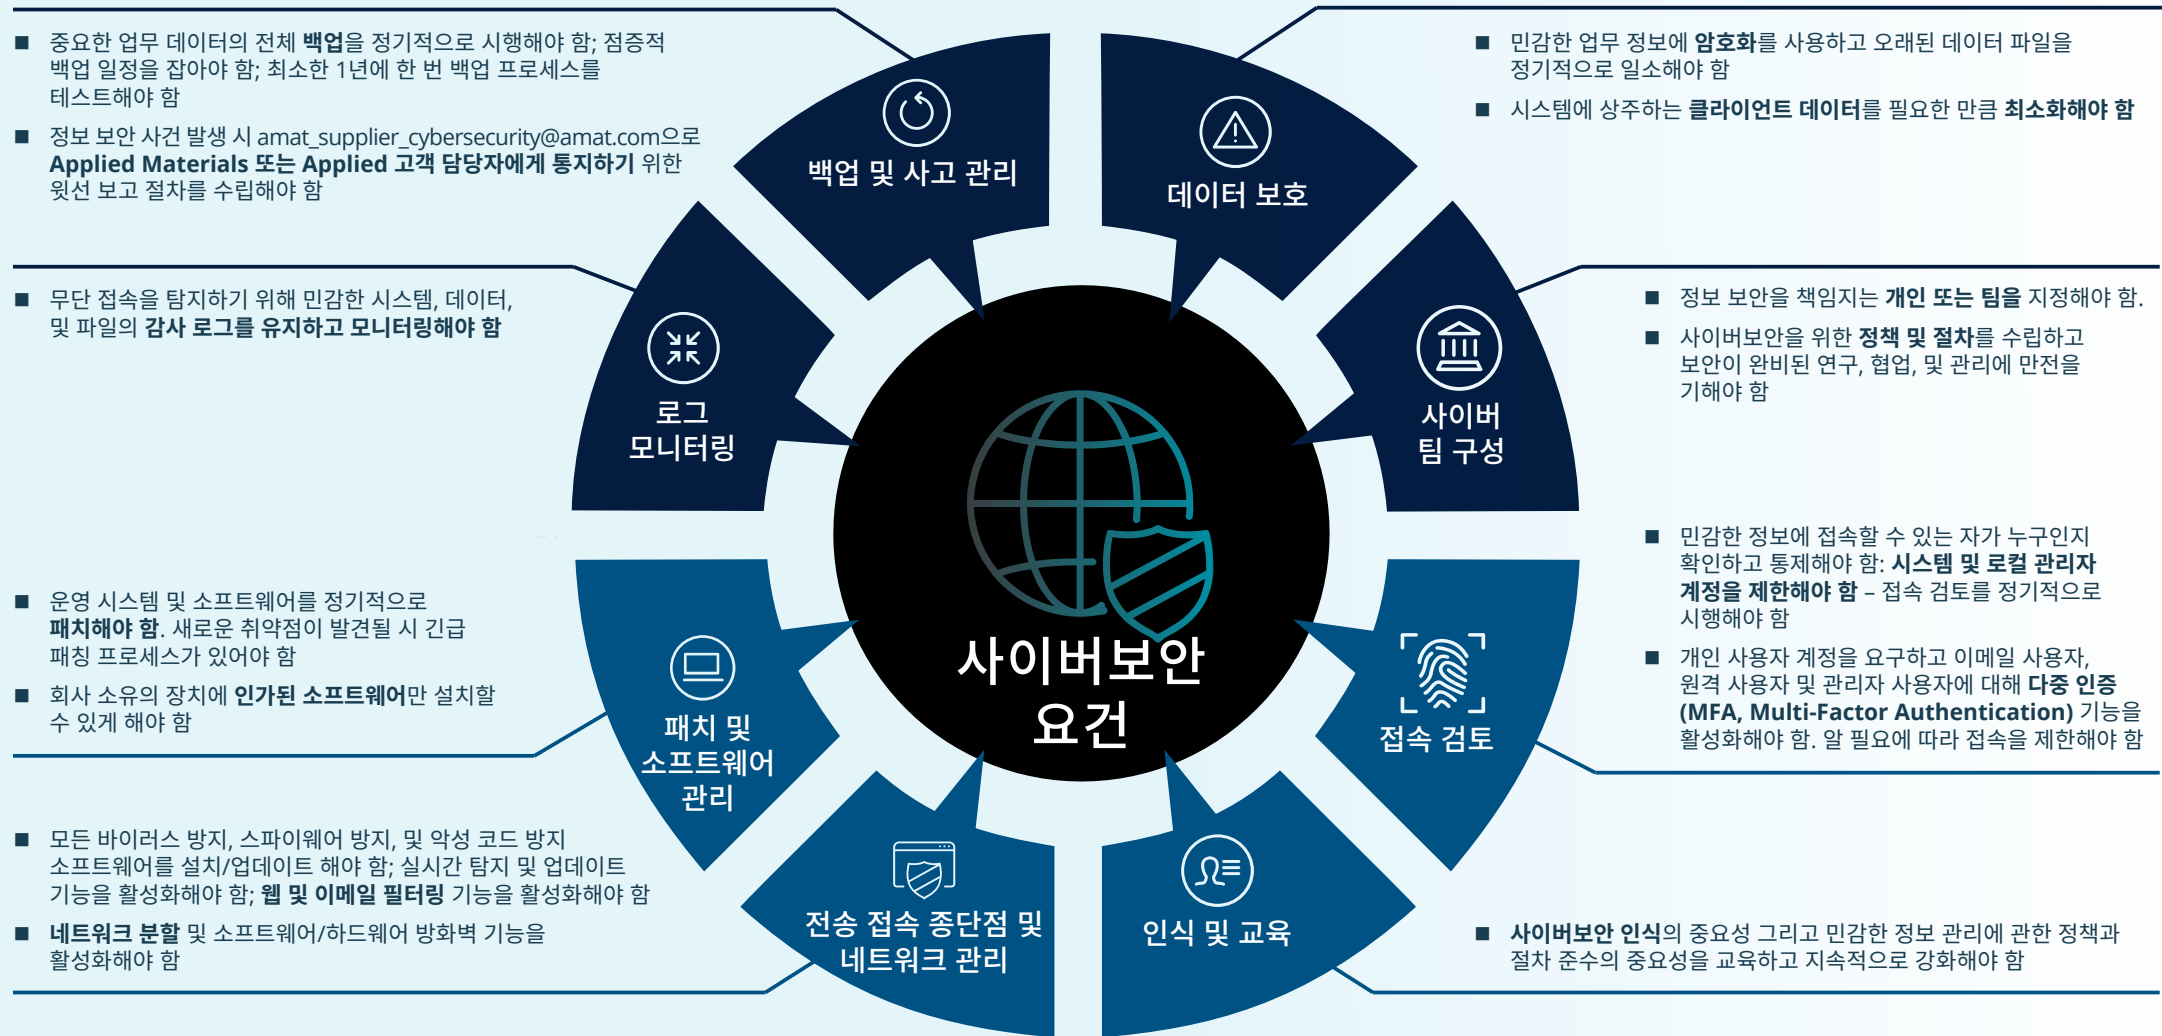 중요한 업무 데이터의 전체 백업을 정기적으로 시행해야 함; 점증적
백업 일정을 잡아야 함; 최소한 1년에 한 번 백업 프로세스를
테스트해야 함
정보 보안 사건 발생 시 amat_supplier_cybersecurity@amat.com으로
Applied Materials 또는 Applied 고객 담당자에게 통지하기 위한
윗선 보고 절차를 수립해야 함
백업 및 사고 관리
민감한 업무 정보에 암호화를 사용하고 오래된 데이터 파일을
정기적으로 일소해야 함
시스템에 상주하는 클라이언트 데이터를 필요한 만큼 최소화해야 함
데이터 보호
무단 접속을 탐지하기 위해 민감한 시스템, 데이터,
및 파일의 감사 로그를 유지하고 모니터링해야 함
로그
모니터링
정보 보안을 책임지는 개인 또는 팀을 지정해야 함.
사이버보안을 위한 정책 및 절차를 수립하고
보안이 완비된 연구, 협업, 및 관리에 만전을
기해야 함
사이버
팀 구성
사이버보안
요건
운영 시스템 및 소프트웨어를 정기적으로
패치해야 함. 새로운 취약점이 발견될 시 긴급
패칭 프로세스가 있어야 함
회사 소유의 장치에 인가된 소프트웨어만 설치할
수 있게 해야 함
패치 및
소프트웨어
관리
민감한 정보에 접속할 수 있는 자가 누구인지
확인하고 통제해야 함: 시스템 및 로컬 관리자
계정을 제한해야 함 – 접속 검토를 정기적으로
시행해야 함
개인 사용자 계정을 요구하고 이메일 사용자,
원격 사용자 및 관리자 사용자에 대해 다중 인증
(MFA, Multi-Factor Authentication) 기능을
활성화해야 함. 알 필요에 따라 접속을 제한해야 함
접속 검토
모든 바이러스 방지, 스파이웨어 방지, 및 악성 코드 방지
소프트웨어를 설치/업데이트 해야 함; 실시간 탐지 및 업데이트
기능을 활성화해야 함; 웹 및 이메일 필터링 기능을 활성화해야 함
네트워크 분할 및 소프트웨어/하드웨어 방화벽 기능을
활성화해야 함
전송 접속 종단점 및
네트워크 관리
인식 및 교육
사이버보안 인식의 중요성 그리고 민감한 정보 관리에 관한 정책과
절차 준수의 중요성을 교육하고 지속적으로 강화해야 함